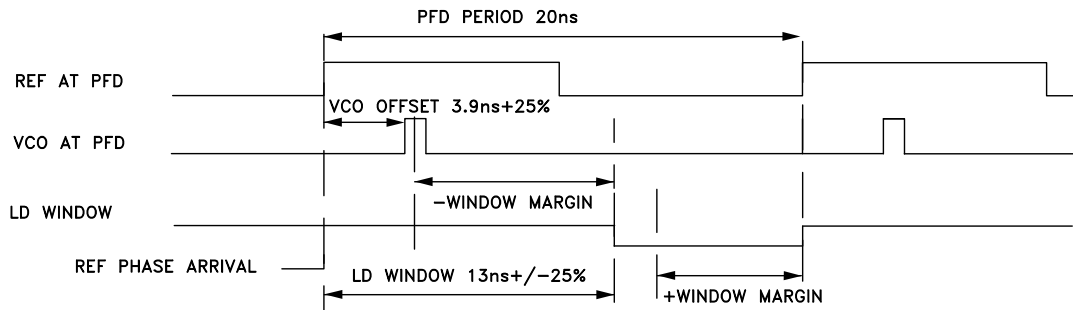 PFD PERIOD 20ns
REF AT PFD
VCO OFFSET 3.9ns+25%
VCO AT PFD
-WINDOW MARGIN
LD WINDOW
REF PHASE ARRIVAL
LD WINDOW 13ns+/-25%
+WINDOW MARGIN